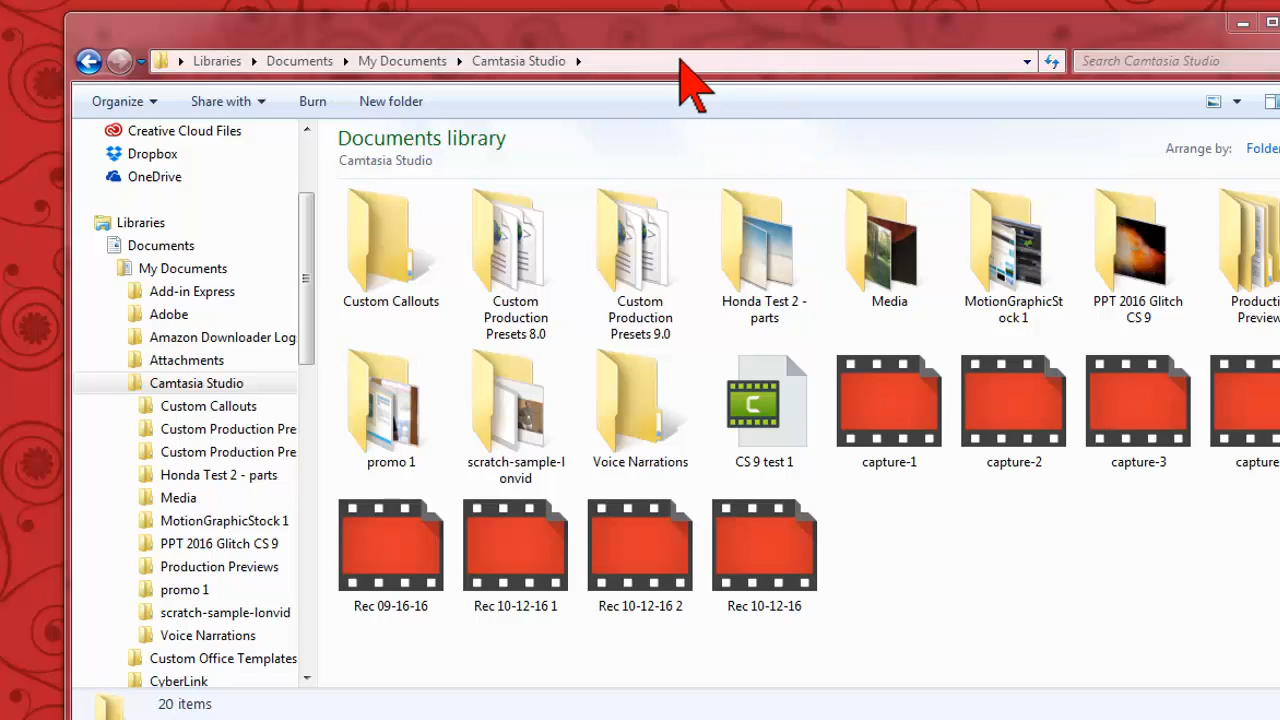 Libraries Documents My Documents Camtasia Studio
Search Camtasia Studio
Organize Share with Burn New folder
Creative Cloud Files
Dropbox
OneDrive
Libraries
Documents
My Documents
Add-in Express
Adobe
Amazon Downloader Log
Attachments
Camtasia Studio
Custom Callouts
Custom Production Pre
Custom Production Pre
Honda Test 2 - parts
Media
MotionGraphicStock 1
PPT 2016 Glitch CS 9
Production Previews
promo 1
scratch-sample-lonvid
Voice Narrations
Custom Office Templates
CyberLink
Documents library
Camtasia Studio
Arrange by: Folder
Custom Callouts
Custom
Production
Presets 8.0
Custom
Production
Presets 9.0
Honda Test 2 -
parts
Media
MotionGraphicSt
ock 1
PPT 2016 Glitch
CS 9
Producti
Preview
promo 1
scratch-sample-l
onvid
Voice Narrations
C
CS 9 test 1
capture-1
capture-2
capture-3
capture
Rec 09-16-16
Rec 10-12-16 1
Rec 10-12-16 2
Rec 10-12-16
20 items